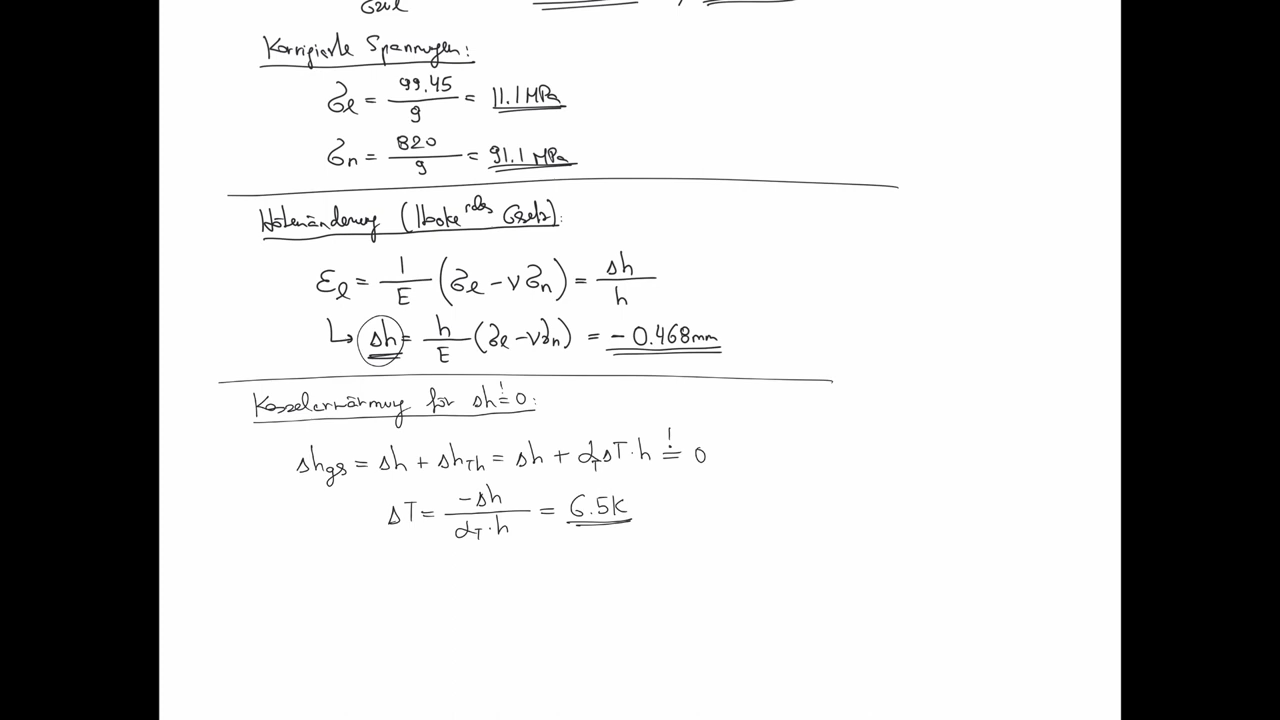 σzul
Korrigierte Spannungen:
σl = 99.45 / 9 = 11.1 MPa
σn = 820 / 9 = 91.1 MPa
Höhenänderung (Hooke'sches Gesetz):
εl = 1/E (σl - νσn) = Δh/h
↳ Δh = h/E (σl - νσn) = -0.468mm
Kesselerwärmung für Δh != 0:
Δhges = Δh + ΔhTh = Δh + αTΔT·h != 0
ΔT = -Δh / αT·h = 6.5K